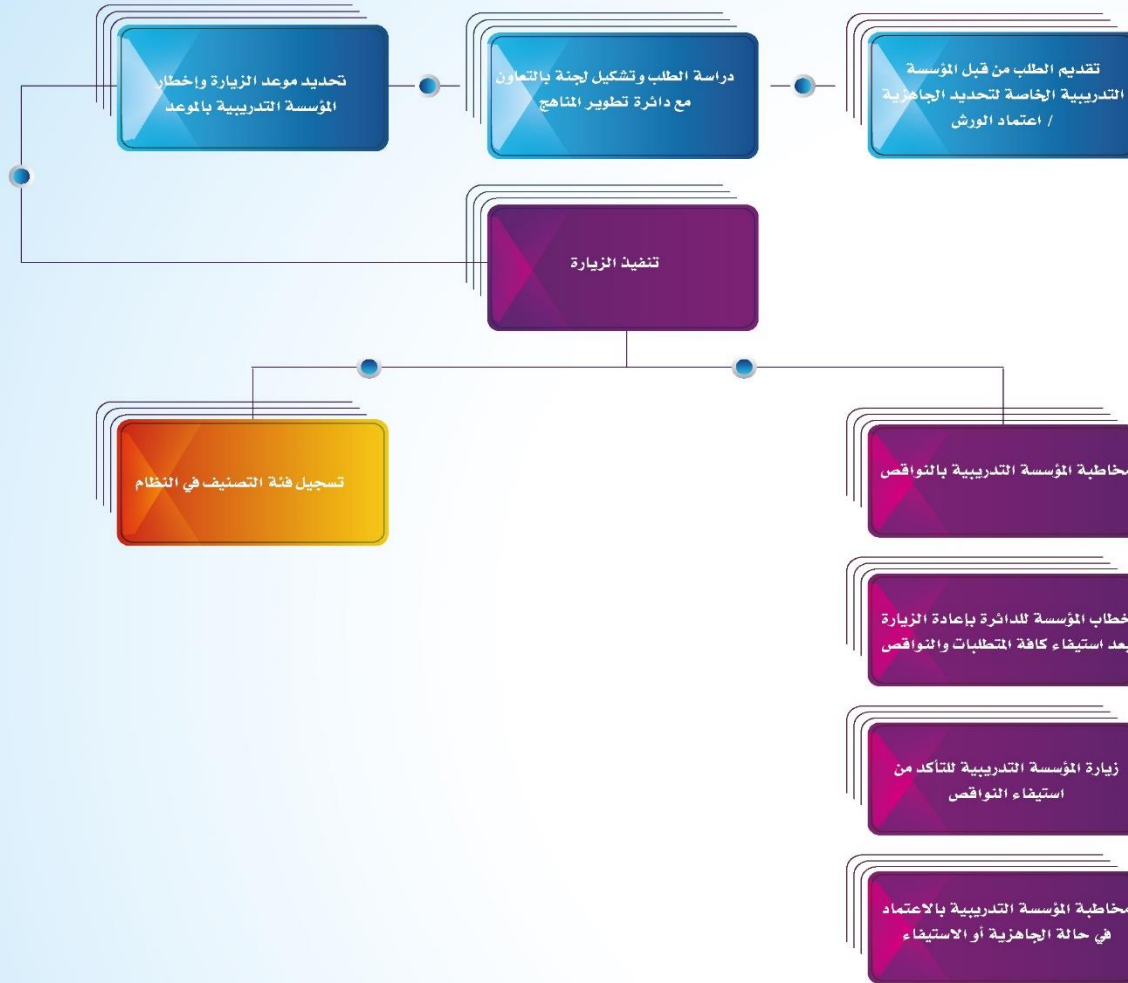 تقديم الطلب من قبل المؤسسة
التدريبية الخاصة لتحديد الجاهزية
/ اعتماد الورش
دراسة الطلب وتشكيل لجنة بالتعاون
مع دائرة تطوير المناهج
تحديد موعد الزيارة وإخطار
المؤسسة التدريبية بالموعد
تنفيذ الزيارة
مخاطبة المؤسسة التدريبية بالنواقص
خطاب المؤسسة للدائرة بإعادة الزيارة
بعد استيفاء كافة المتطلبات والنواقص
زيارة المؤسسة التدريبية للتأكد من
استيفاء النواقص
مخاطبة المؤسسة التدريبية بالاعتماد
في حالة الجاهزية أو الاستيفاء
تسجيل فئة التصنيف في النظام